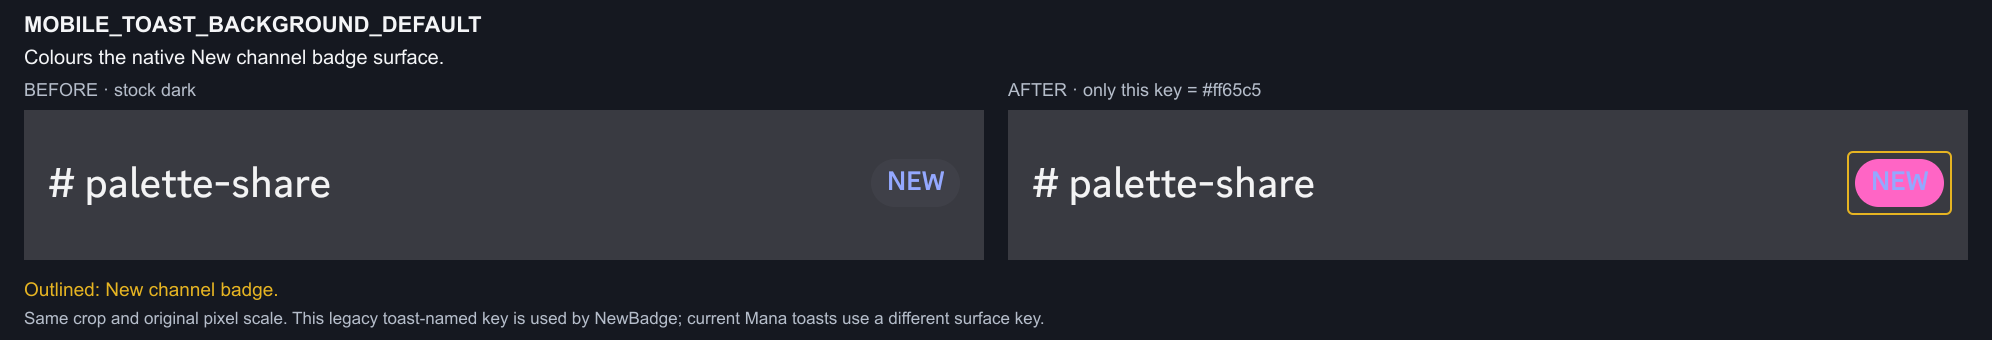 MOBILE_TOAST_BACKGROUND_DEFAULT
Colours the native New channel badge surface.
BEFORE · stock dark
AFTER · only this key = #ff65c5
# palette-share
NEW
# palette-share
NEW
Outlined: New channel badge.
Same crop and original pixel scale. This legacy toast-named key is used by NewBadge; current Mana toasts use a different surface key.